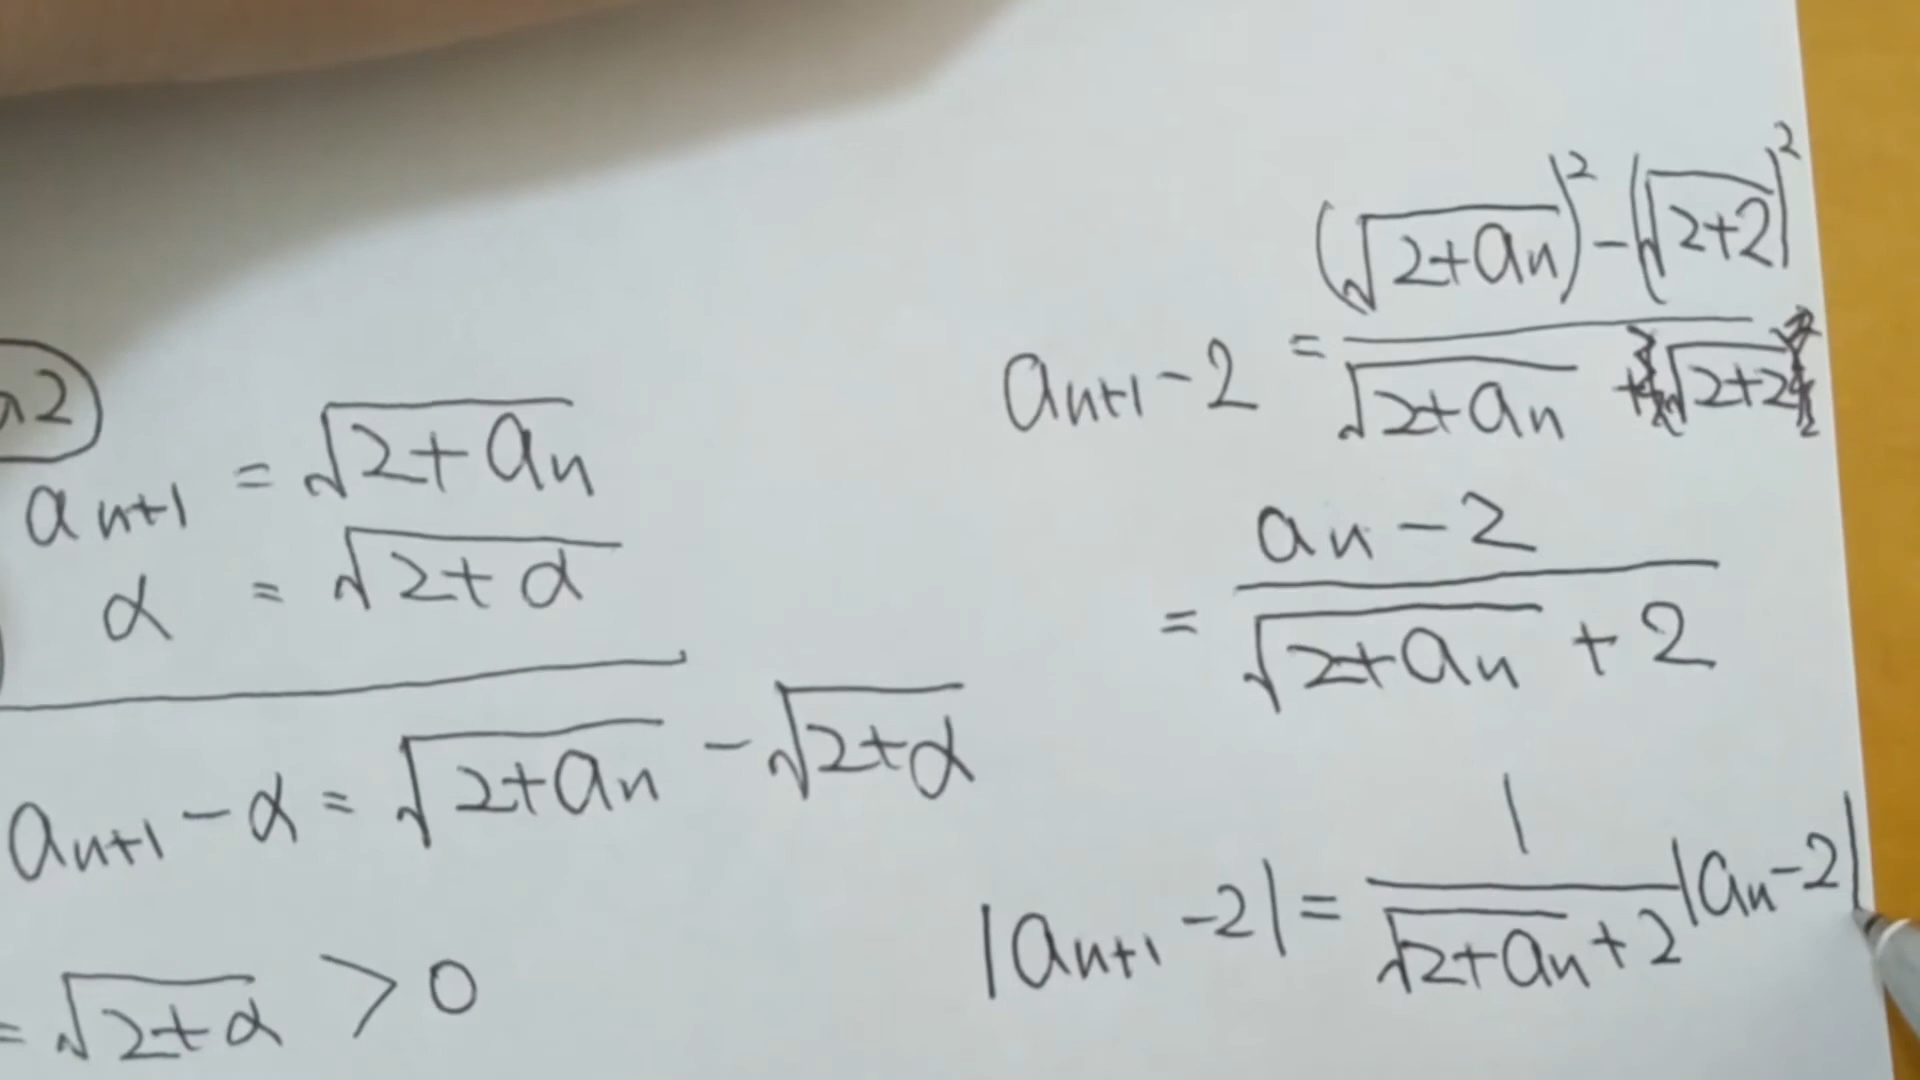 a_{n+1} = √(2+a_n)
α = √(2+α)
a_{n+1} - α = √(2+a_n) - √(2+α)
= √(2+α) > 0
a_{n+1} - 2 = ((√(2+a_n))² - (√(2+2))²) / (√(2+a_n) + √(2+2))
= (a_n - 2) / (√(2+a_n) + 2)
|a_{n+1} - 2| = 1 / (√(2+a_n) + 2) |a_n - 2|